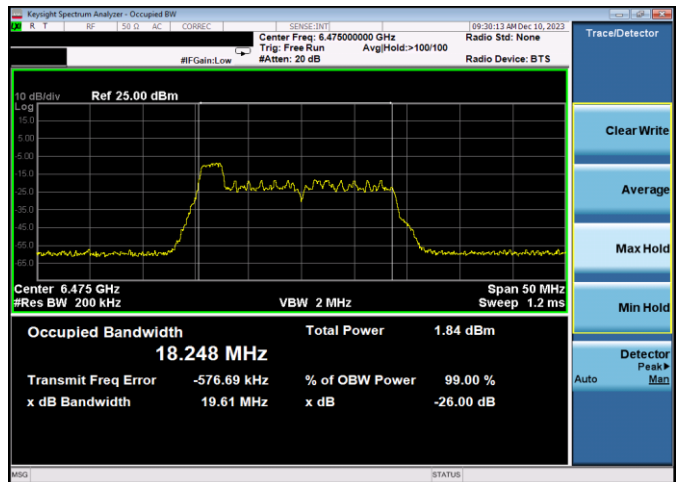 Keysight Spectrum Analyzer - Occupied BW
LXI R T RF 50 Ω AC CORREC SENSE:INT 09:30:13 AM Dec 10, 2023
Center Freq: 6.475000000 GHz Radio Std: None
Trig: Free Run Avg|Hold:>100/100
#IFGain:Low #Atten: 20 dB Radio Device: BTS
10 dB/div Ref 25.00 dBm
Log
15.0
5.00
-5.00
-15.0
-25.0
-35.0
-45.0
-55.0
-65.0
Center 6.475 GHz Span 50 MHz
#Res BW 200 kHz VBW 2 MHz Sweep 1.2 ms
Occupied Bandwidth Total Power 1.84 dBm
18.248 MHz
Transmit Freq Error -576.69 kHz % of OBW Power 99.00 %
x dB Bandwidth 19.61 MHz x dB -26.00 dB
MSG STATUS
Trace/Detector
Clear Write
Average
Max Hold
Min Hold
Detector
Peak▶
Auto Man